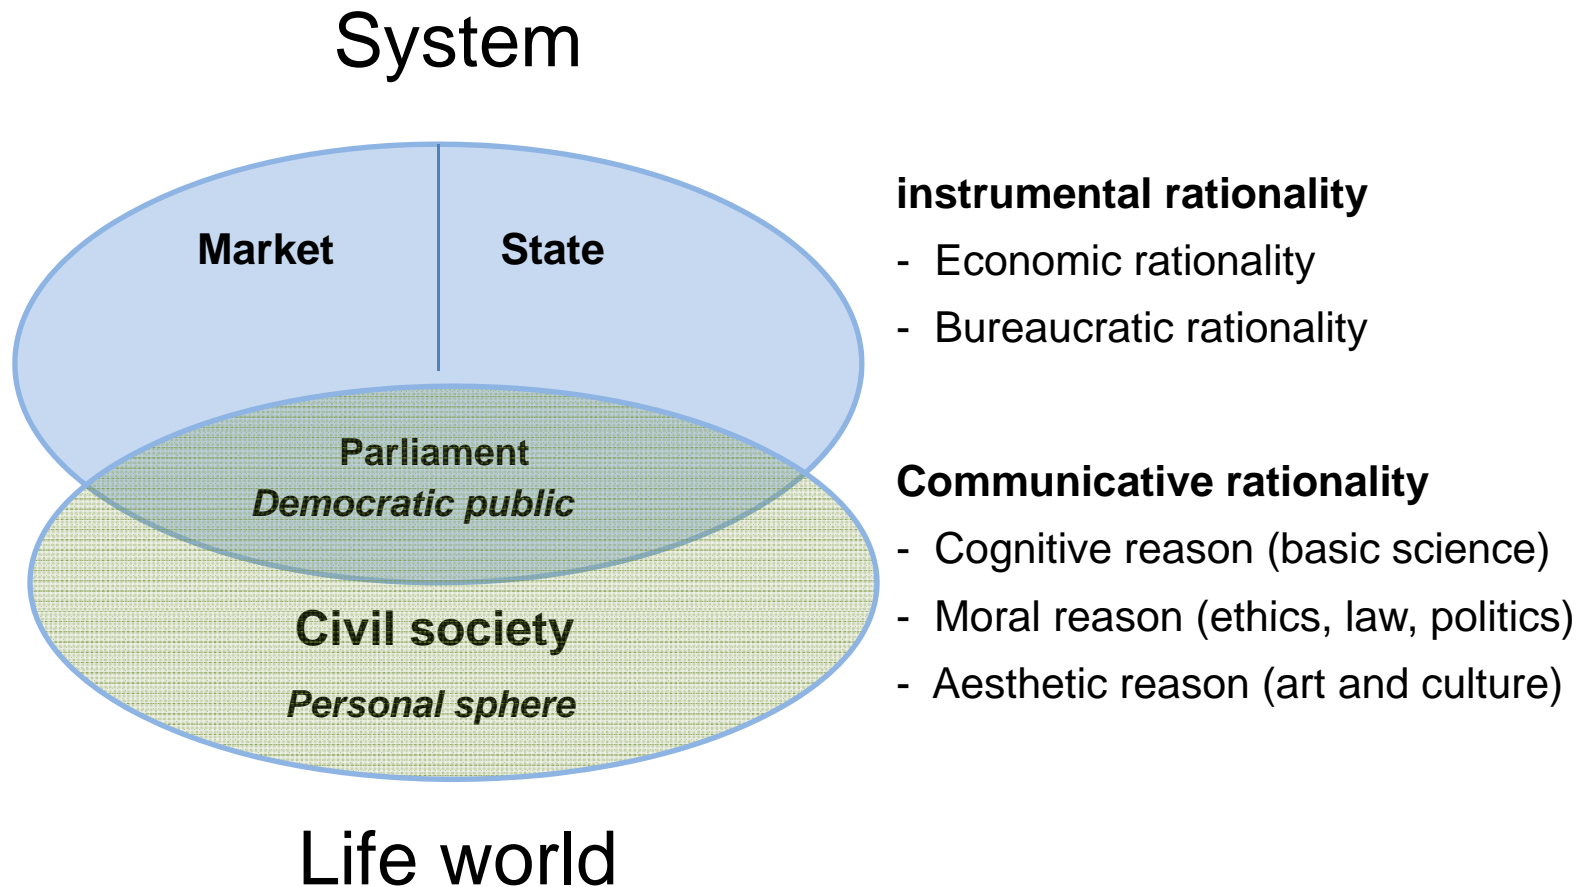 System
Market
State
Parliament
Democratic public
Civil society
Personal sphere
Life world
instrumental rationality
- Economic rationality
- Bureaucratic rationality
Communicative rationality
- Cognitive reason (basic science)
- Moral reason (ethics, law, politics)
- Aesthetic reason (art and culture)